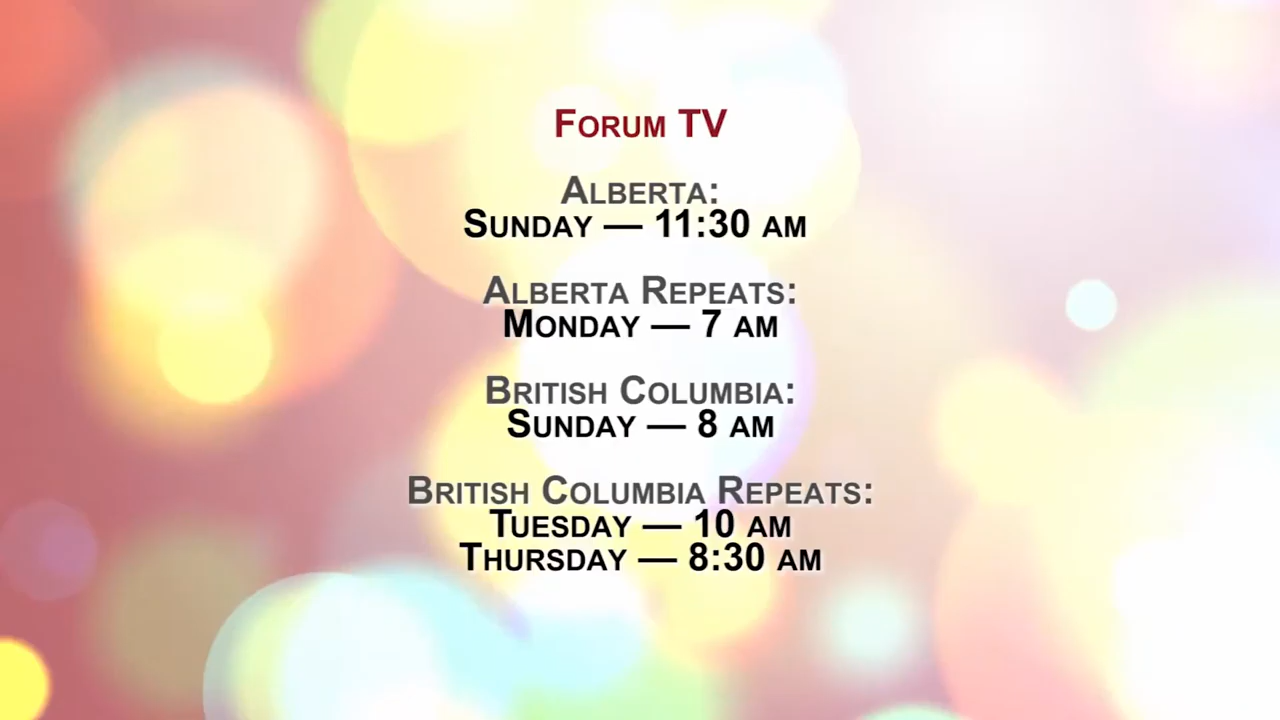 Forum TV
Alberta:
Sunday — 11:30 am
Alberta Repeats:
Monday — 7 am
British Columbia:
Sunday — 8 am
British Columbia Repeats:
Tuesday — 10 am
Thursday — 8:30 am